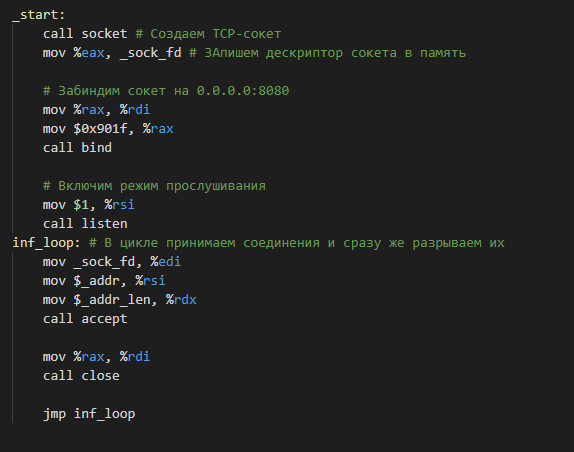 _start:
call socket # Создаем TCP-сокет
mov %eax, _sock_fd # ЗАпишем дескриптор сокета в память
# Забиндим сокет на 0.0.0.0:8080
mov %rax, %rdi
mov $0x901f, %rax
call bind
# Включим режим прослушивания
mov $1, %rsi
call listen
inf_loop: # В цикле принимаем соединения и сразу же разрываем их
mov _sock_fd, %edi
mov $_addr, %rsi
mov $_addr_len, %rdx
call accept
mov %rax, %rdi
call close
jmp inf_loop